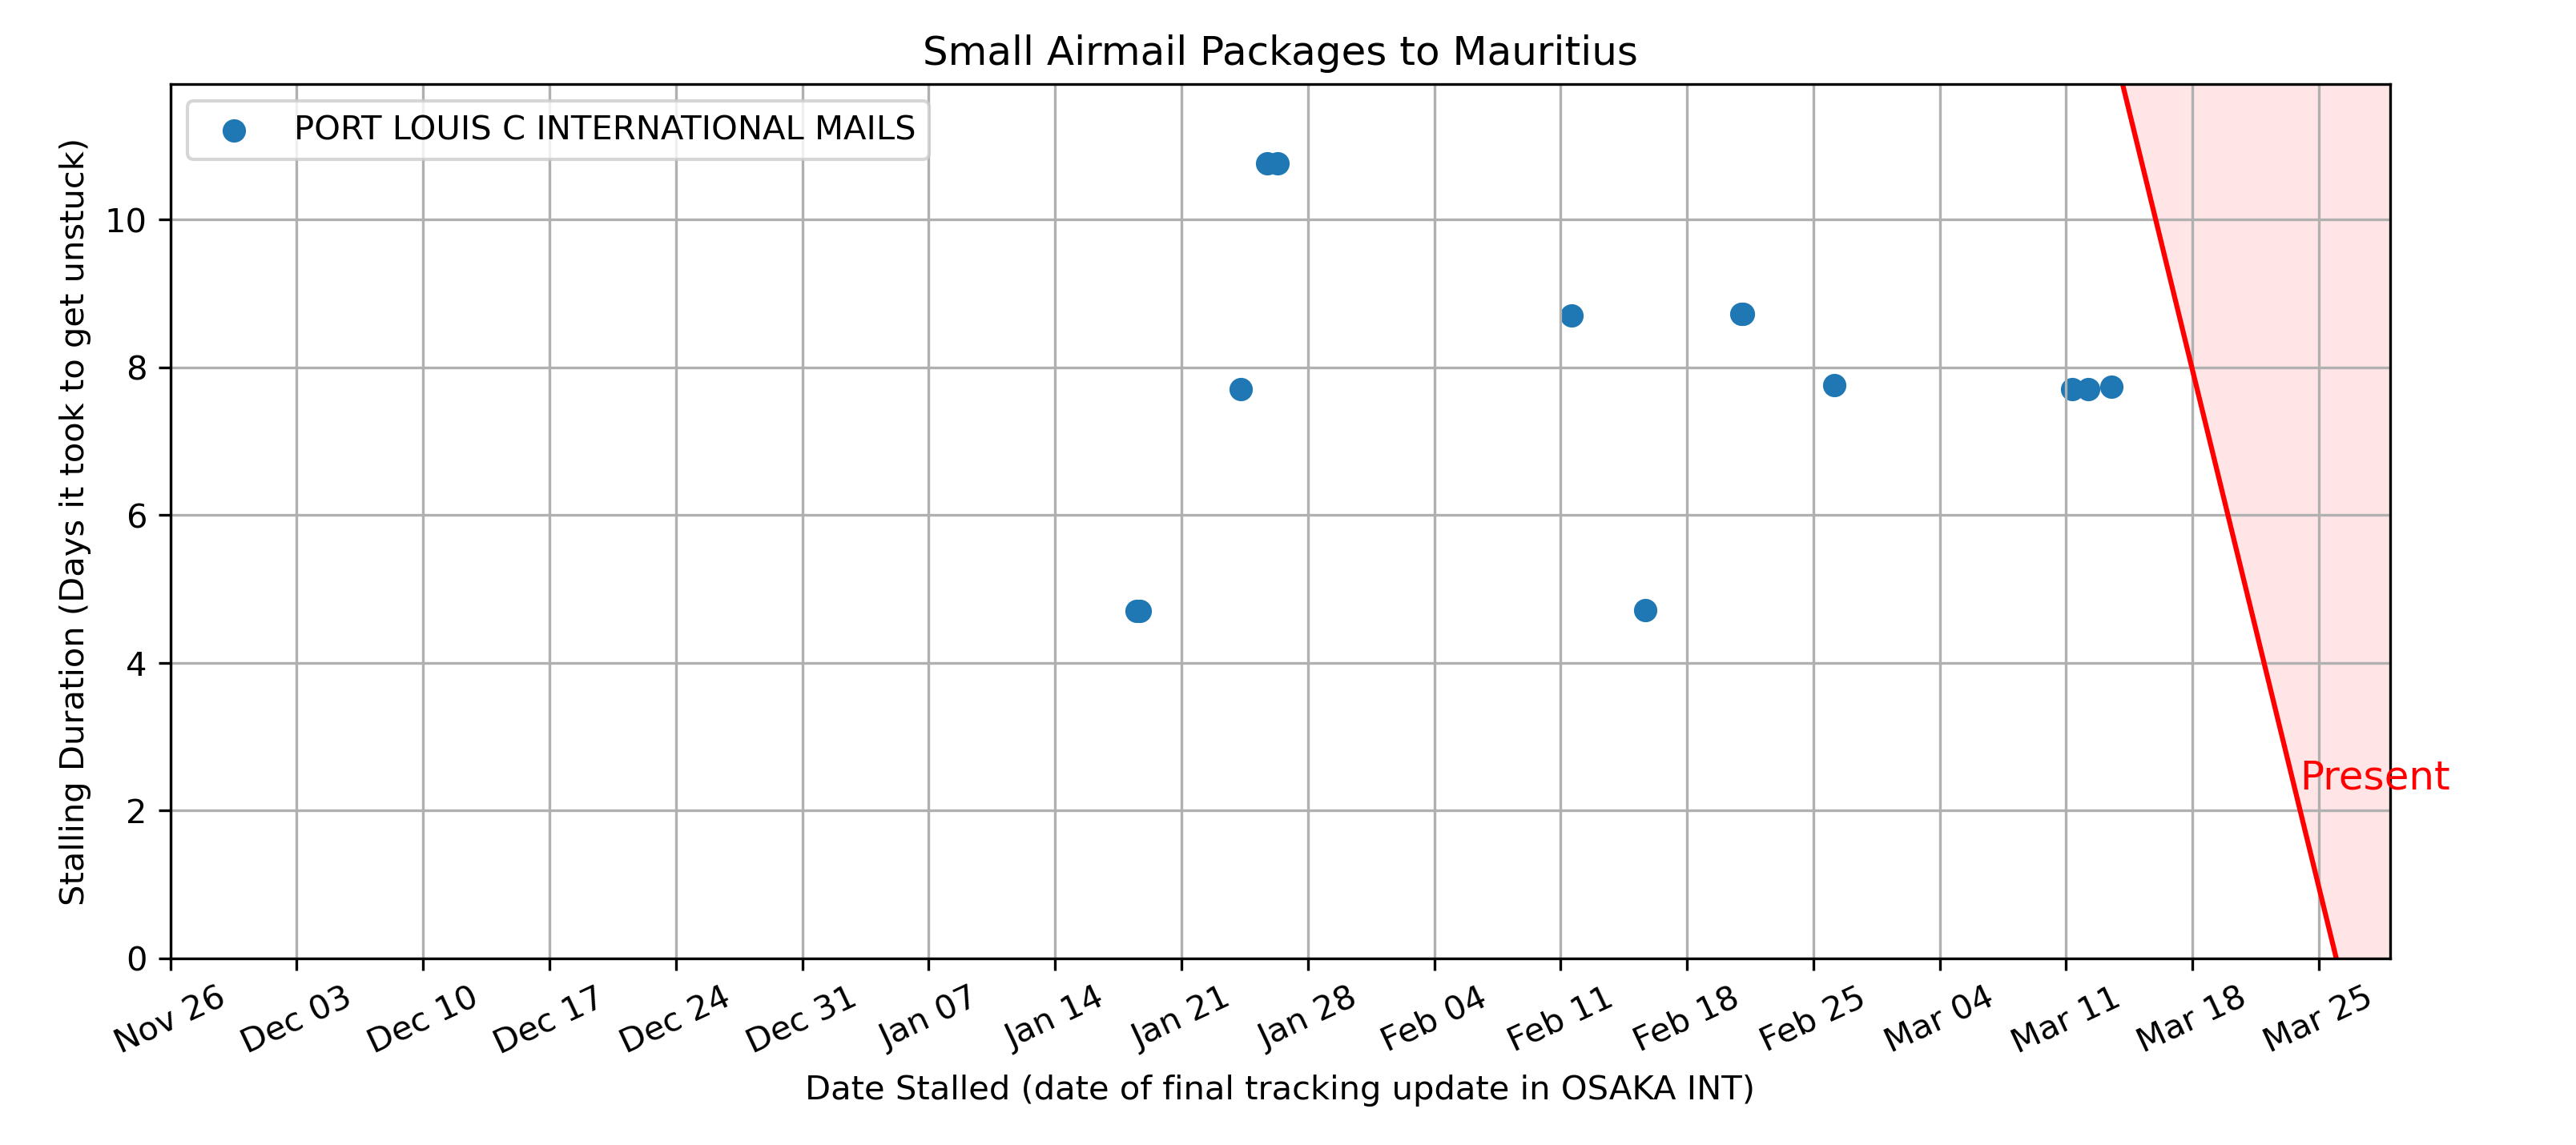 Small Airmail Packages to Mauritius
PORT LOUIS C INTERNATIONAL MAILS
Stalling Duration (Days it took to get unstuck)
10
8
6
4
2
0
Present
Nov 26
Dec 03
Dec 10
Dec 17
Dec 24
Dec 31
Jan 07
Jan 14
Jan 21
Jan 28
Feb 04
Feb 11
Feb 18
Feb 25
Mar 04
Mar 11
Mar 18
Mar 25
Date Stalled (date of final tracking update in OSAKA INT)